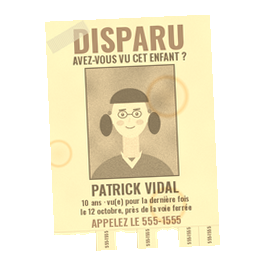 DISPARU
AVEZ-VOUS VU CET ENFANT ?
PATRICK VIDAL
10 ans · vu(e) pour la dernière fois
le 12 octobre, près de la voie ferrée
APPELEZ LE 555-1555